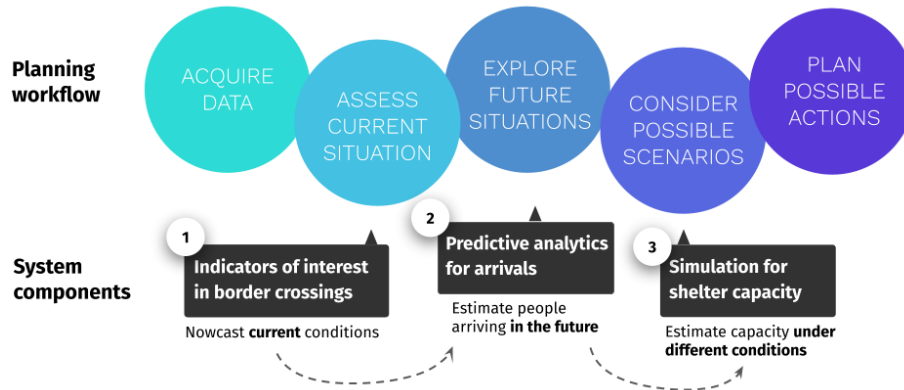 Planning
workflow
ACQUIRE
DATA
ASSESS
CURRENT
SITUATION
EXPLORE
FUTURE
SITUATIONS
CONSIDER
POSSIBLE
SCENARIOS
PLAN
POSSIBLE
ACTIONS
System
components
1
Indicators of interest
in border crossings
Nowcast current conditions
2
Predictive analytics
for arrivals
Estimate people
arriving in the future
3
Simulation for
shelter capacity
Estimate capacity under
different conditions